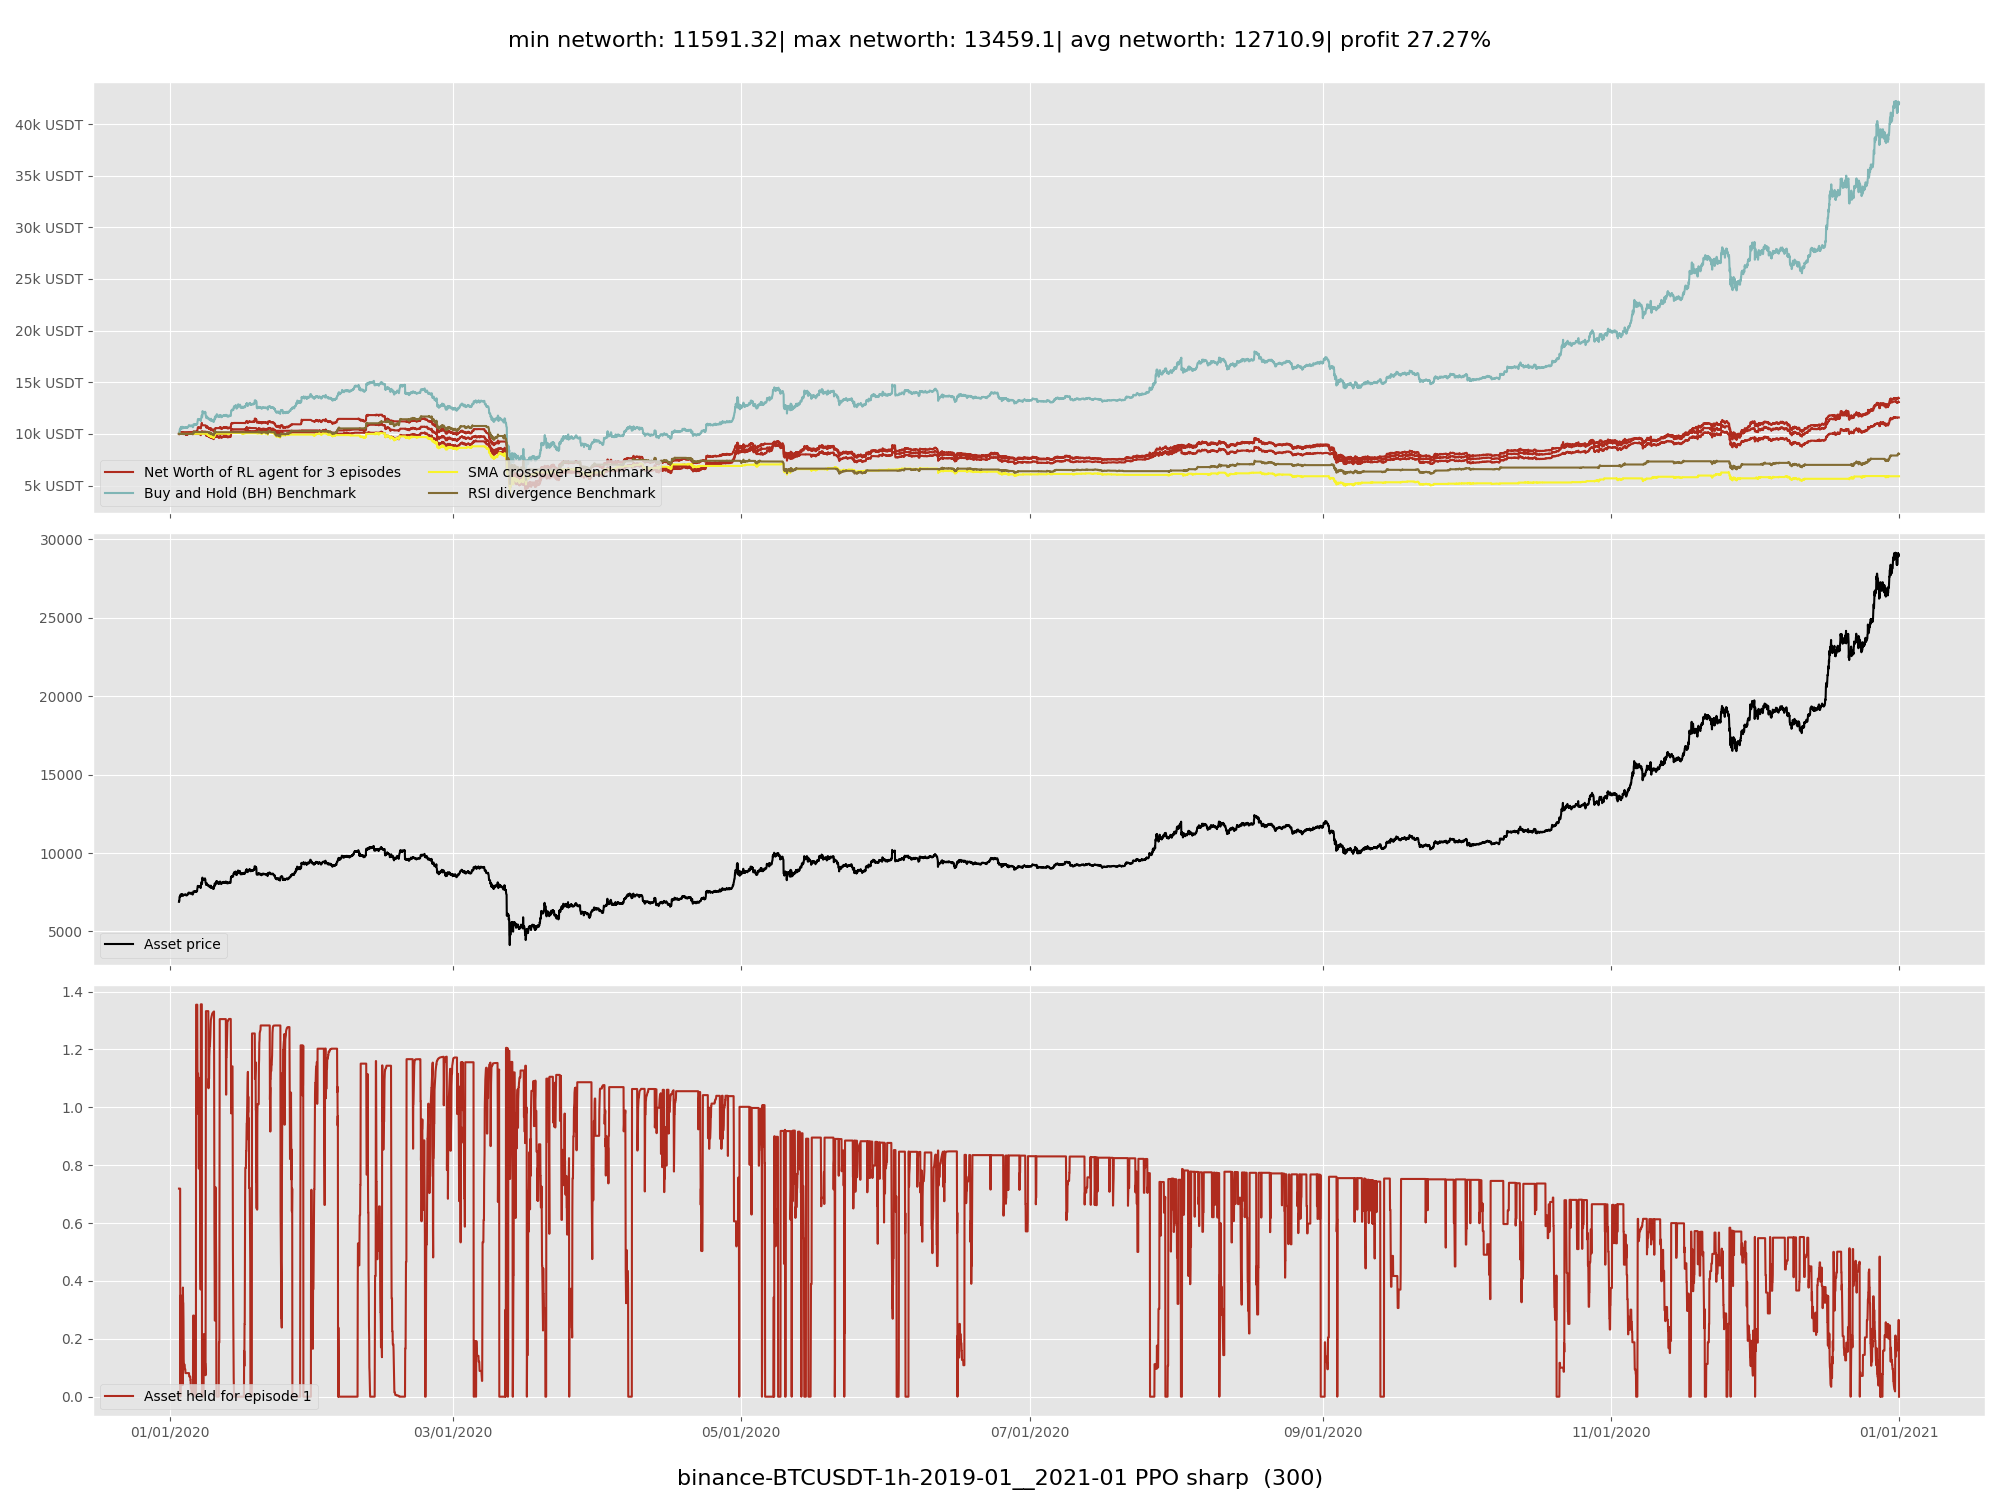 min networth: 11591.32| max networth: 13459.1| avg networth: 12710.9| profit 27.27%
40k USDT
35k USDT
30k USDT
25k USDT
20k USDT
15k USDT
10k USDT
5k USDT
Net Worth of RL agent for 3 episodes
Buy and Hold (BH) Benchmark
SMA crossover Benchmark
RSI divergence Benchmark
30000
25000
20000
15000
10000
5000
Asset price
1.4
1.2
1.0
0.8
0.6
0.4
0.2
0.0
Asset held for episode 1
01/01/2020 03/01/2020 05/01/2020 07/01/2020 09/01/2020 11/01/2020 01/01/2021
binance-BTCUSDT-1h-2019-01__2021-01 PPO sharp (300)